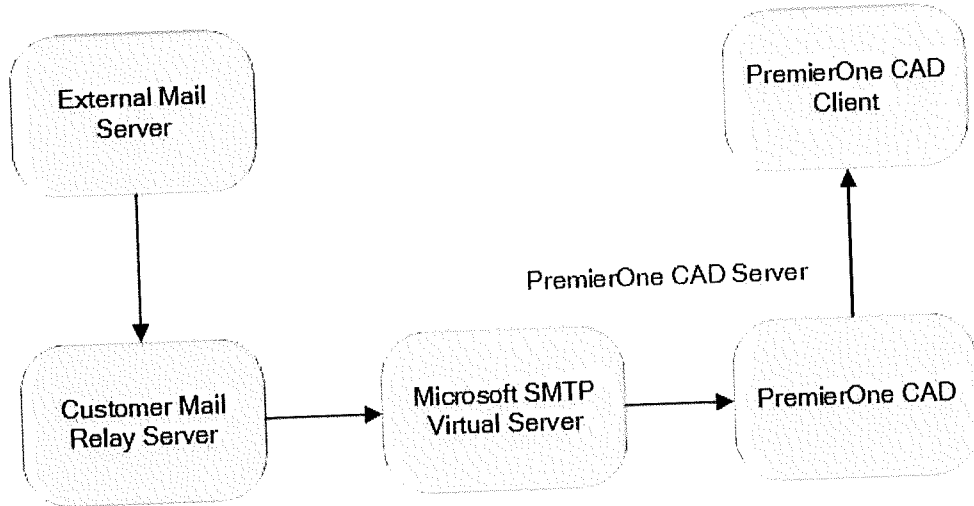 External Mail
Server
PremierOne CAD
Client
PremierOne CAD Server
Customer Mail
Relay Server
Microsoft SMTP
Virtual Server
PremierOne CAD